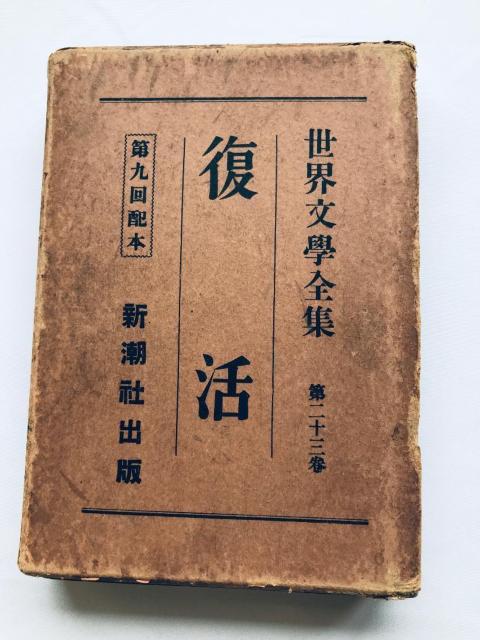 世界文學全集 第二十三卷
復活
第九回配本
新潮社出版